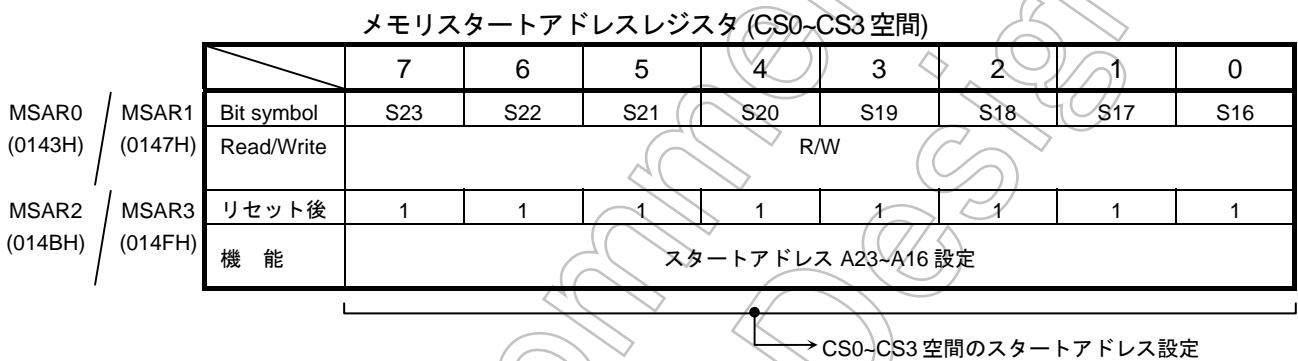 メモリスタートアドレスレジスタ (CS0~CS3 空間)
7 6 5 4 3 2 1 0
MSAR0 / MSAR1 Bit symbol S23 S22 S21 S20 S19 S18 S17 S16
(0143H) (0147H) Read/Write R/W
MSAR2 / MSAR3 リセット後 1 1 1 1 1 1 1 1
(014BH) (014FH) 機 能 スタートアドレス A23~A16 設定
CS0~CS3 空間のスタートアドレス設定